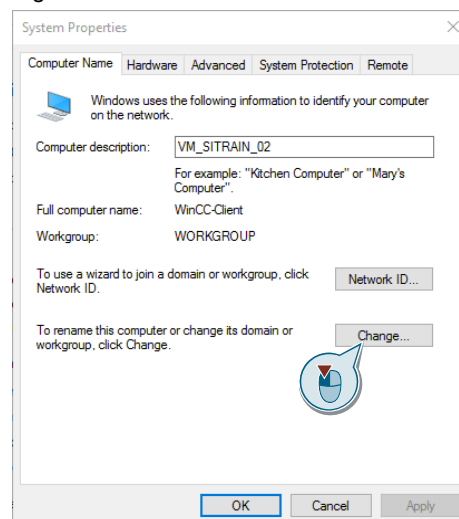 System Properties
Computer Name Hardware Advanced System Protection Remote
Windows uses the following information to identify your computer
on the network.
Computer description: VM_SITRAIN_02
For example: "Kitchen Computer" or "Mary's
Computer".
Full computer name: WinCC-Client
Workgroup: WORKGROUP
To use a wizard to join a domain or workgroup, click
Network ID.
Network ID...
To rename this computer or change its domain or
workgroup, click Change.
Change...
OK Cancel Apply